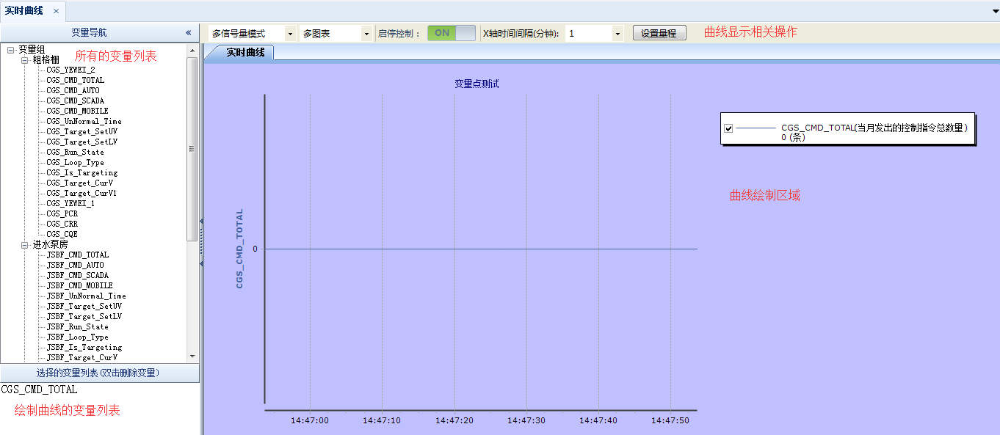 实时曲线 ×
变量导航 «
多信号量模式 多图表 启停控制： ON X轴时间间隔(分钟): 1 设置量程 曲线显示相关操作
变量组
所有的变量列表
粗格栅
CGS_YEWEI_2
CGS_CMD_TOTAL
CGS_CMD_AUTO
CGS_CMD_SCADA
CGS_CMD_MOBILE
CGS_UnNormal_Time
CGS_Target_SetUV
CGS_Target_SetLV
CGS_Run_State
CGS_Loop_Type
CGS_Is_Targeting
CGS_Target_CurV
CGS_Target_CurV1
CGS_YEWEI_1
CGS_PCR
CGS_CRR
CGS_CQE
进水泵房
JSBF_CMD_TOTAL
JSBF_CMD_AUTO
JSBF_CMD_SCADA
JSBF_CMD_MOBILE
JSBF_UnNormal_Time
JSBF_Target_SetUV
JSBF_Target_SetLV
JSBF_Run_State
JSBF_Loop_Type
JSBF_Is_Targeting
JSBF_Target_CurV
选择的变量列表(双击删除变量)
CGS_CMD_TOTAL
绘制曲线的变量列表
实时曲线
变量点测试
CGS_CMD_TOTAL(当月发出的控制指令总数量)
0 (条)
曲线绘制区域
CGS_CMD_TOTAL
0
14:47:00 14:47:10 14:47:20 14:47:30 14:47:40 14:47:50